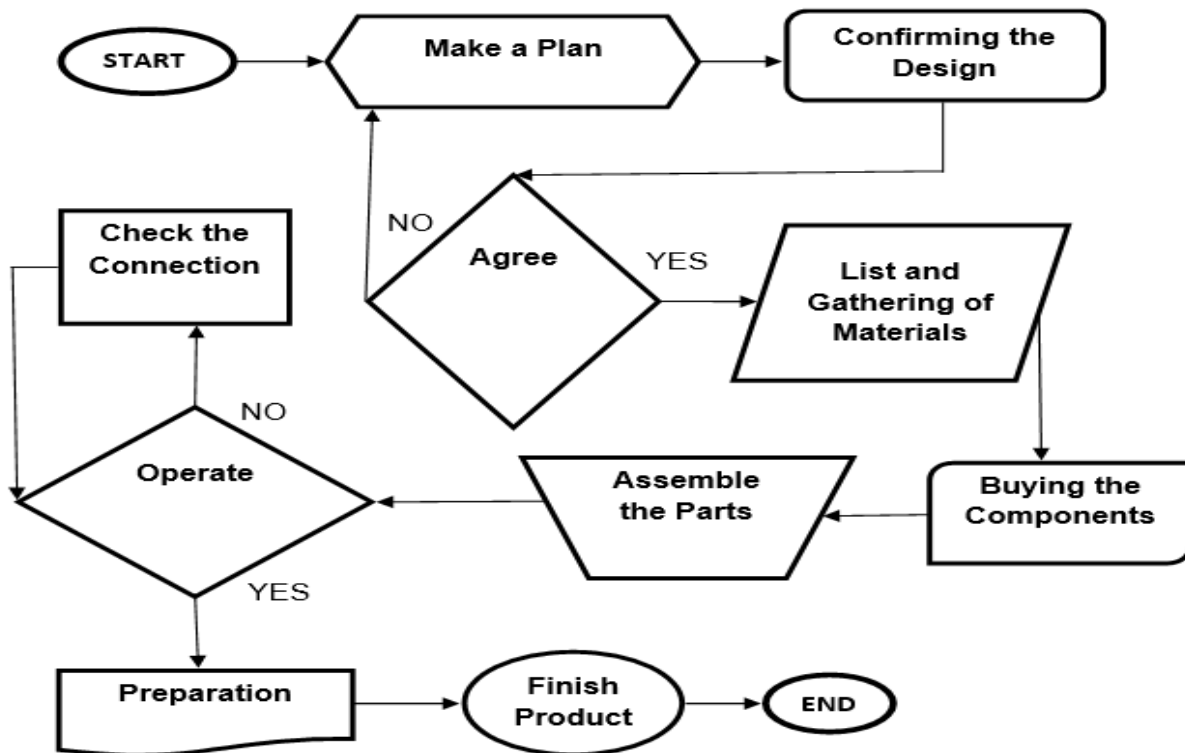 START
Make a Plan
Confirming the
Design
NO
Agree
YES
List and
Gathering of
Materials
Check the
Connection
NO
Operate
YES
Assemble
the Parts
Buying the
Components
Preparation
Finish
Product
END